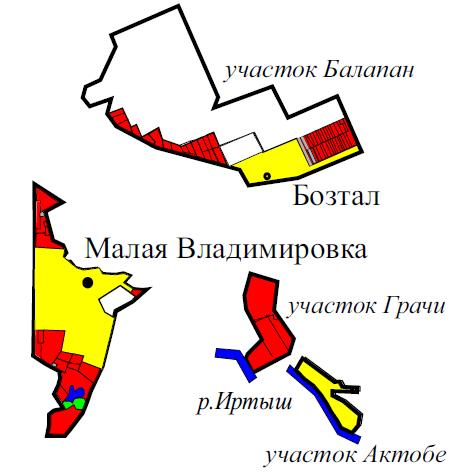 участок Балапан
Бозтал
Малая Владимировка
участок Грачи
р.Иртыш
участок Актобе